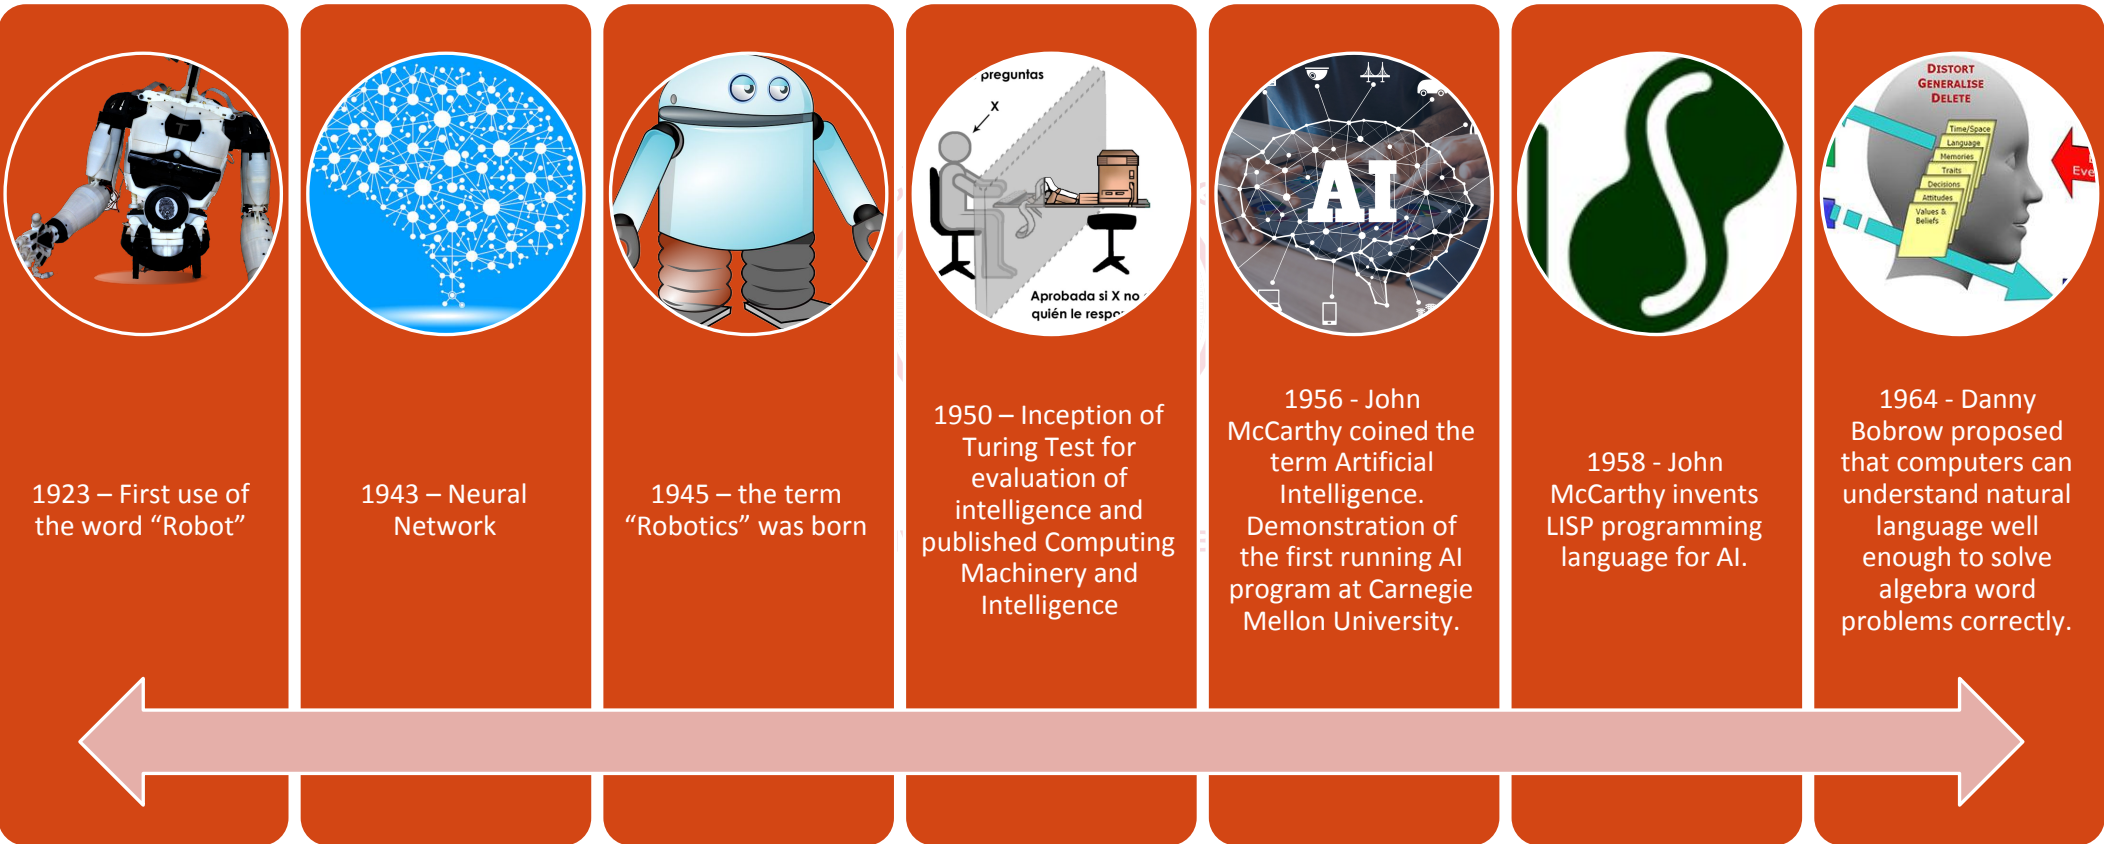 1923 – First use of
the word “Robot”
1943 – Neural
Network
1945 – the term
“Robotics” was born
preguntas
X
Aprobada si X no
quién le
1950 – Inception of
Turing Test for
evaluation of
intelligence and
published Computing
Machinery and
Intelligence
AI
1956 - John
McCarthy coined the
term Artificial
Intelligence.
Demonstration of
the first running AI
program at Carnegie
Mellon University.
1958 - John
McCarthy invents
LISP programming
language for AI.
DISTORT
GENERALISE
DELETE
Time/Space
Language
Memories
Traits
Decisions
Attitudes
Values &
Beliefs
1964 - Danny
Bobrow proposed
that computers can
understand natural
language well
enough to solve
algebra word
problems correctly.